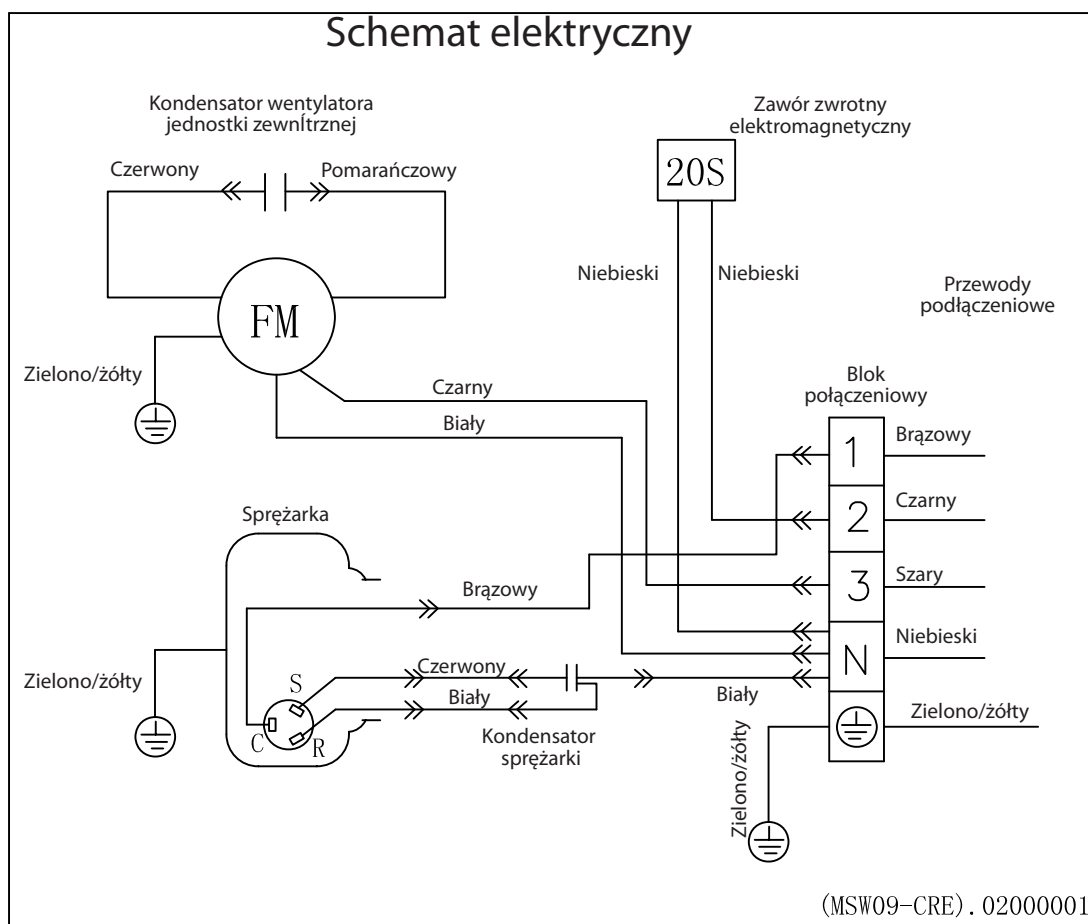 Schemat elektryczny
Kondensator wentylatora
jednostki zewnÍtrznej
Czerwony
Pomarańczowy
FM
Zielono/żółty
Czarny
Biały
Zawór zwrotny
elektromagnetyczny
20S
Niebieski
Niebieski
Przewody
podłączeniowe
Blok
połączeniowy
1
Brązowy
2
Czarny
3
Szary
N
Niebieski
Zielono/żółty
Zielono/żółty
Sprężarka
Brązowy
Zielono/żółty
Czerwony
S
Biały
C
R
Biały
Kondensator
sprężarki
(MSW09-CRE).02000001